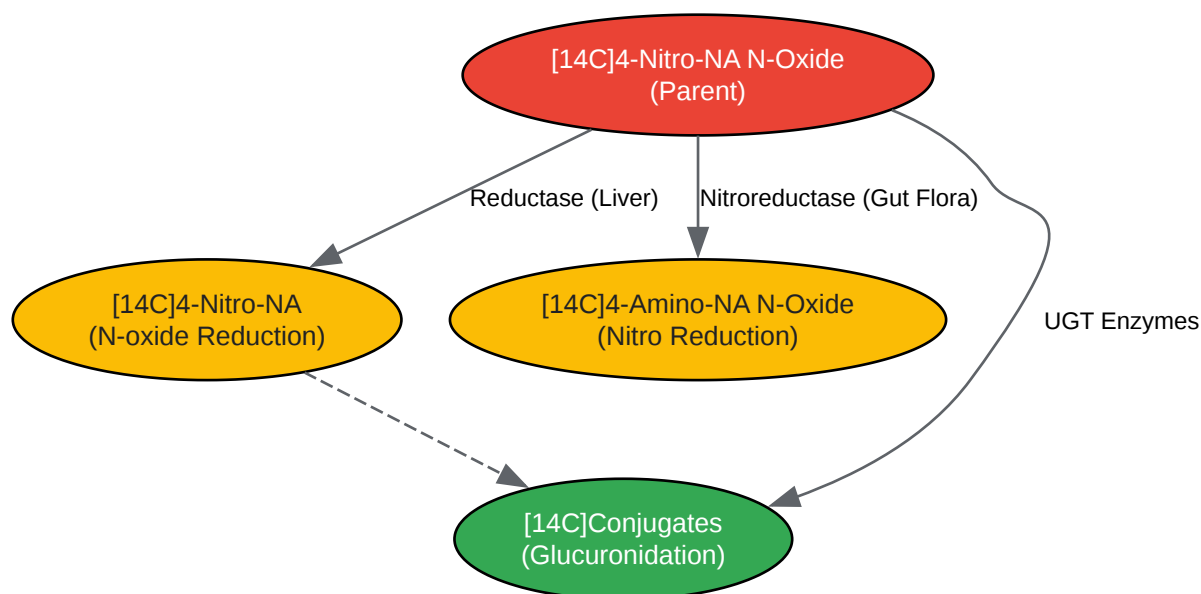 [14C]4-Nitro-NA N-Oxide
(Parent)
Reductase (Liver)
Nitroreductase (Gut Flora)
[14C]4-Nitro-NA
(N-oxide Reduction)
[14C]4-Amino-NA N-Oxide
(Nitro Reduction)
UGT Enzymes
[14C]Conjugates
(Glucuronidation)